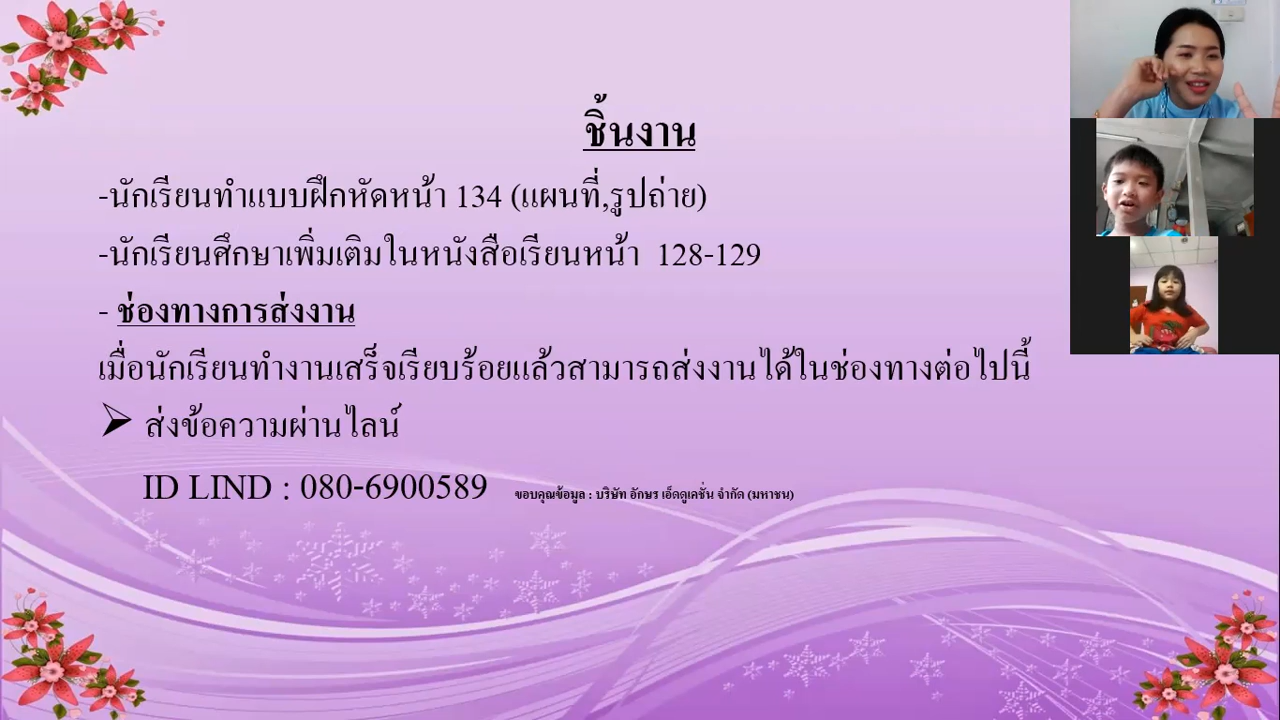 ชิ้นงาน
-นักเรียนทำแบบฝึกหัดหน้า 134 (แผนที่,รูปถ่าย)
-นักเรียนศึกษาเพิ่มเติมในหนังสือเรียนหน้า 128-129
- ช่องทางการส่งงาน
เมื่อนักเรียนทำงานเสร็จเรียบร้อยแล้วสามารถส่งงานได้ในช่องทางต่อไปนี้
➢ ส่งข้อความผ่านไลน์
ID LIND : 080-6900589 ขอบคุณข้อมูล : บริษัท อักษร เอ็ดดูเคชั่น จำกัด (มหาชน)